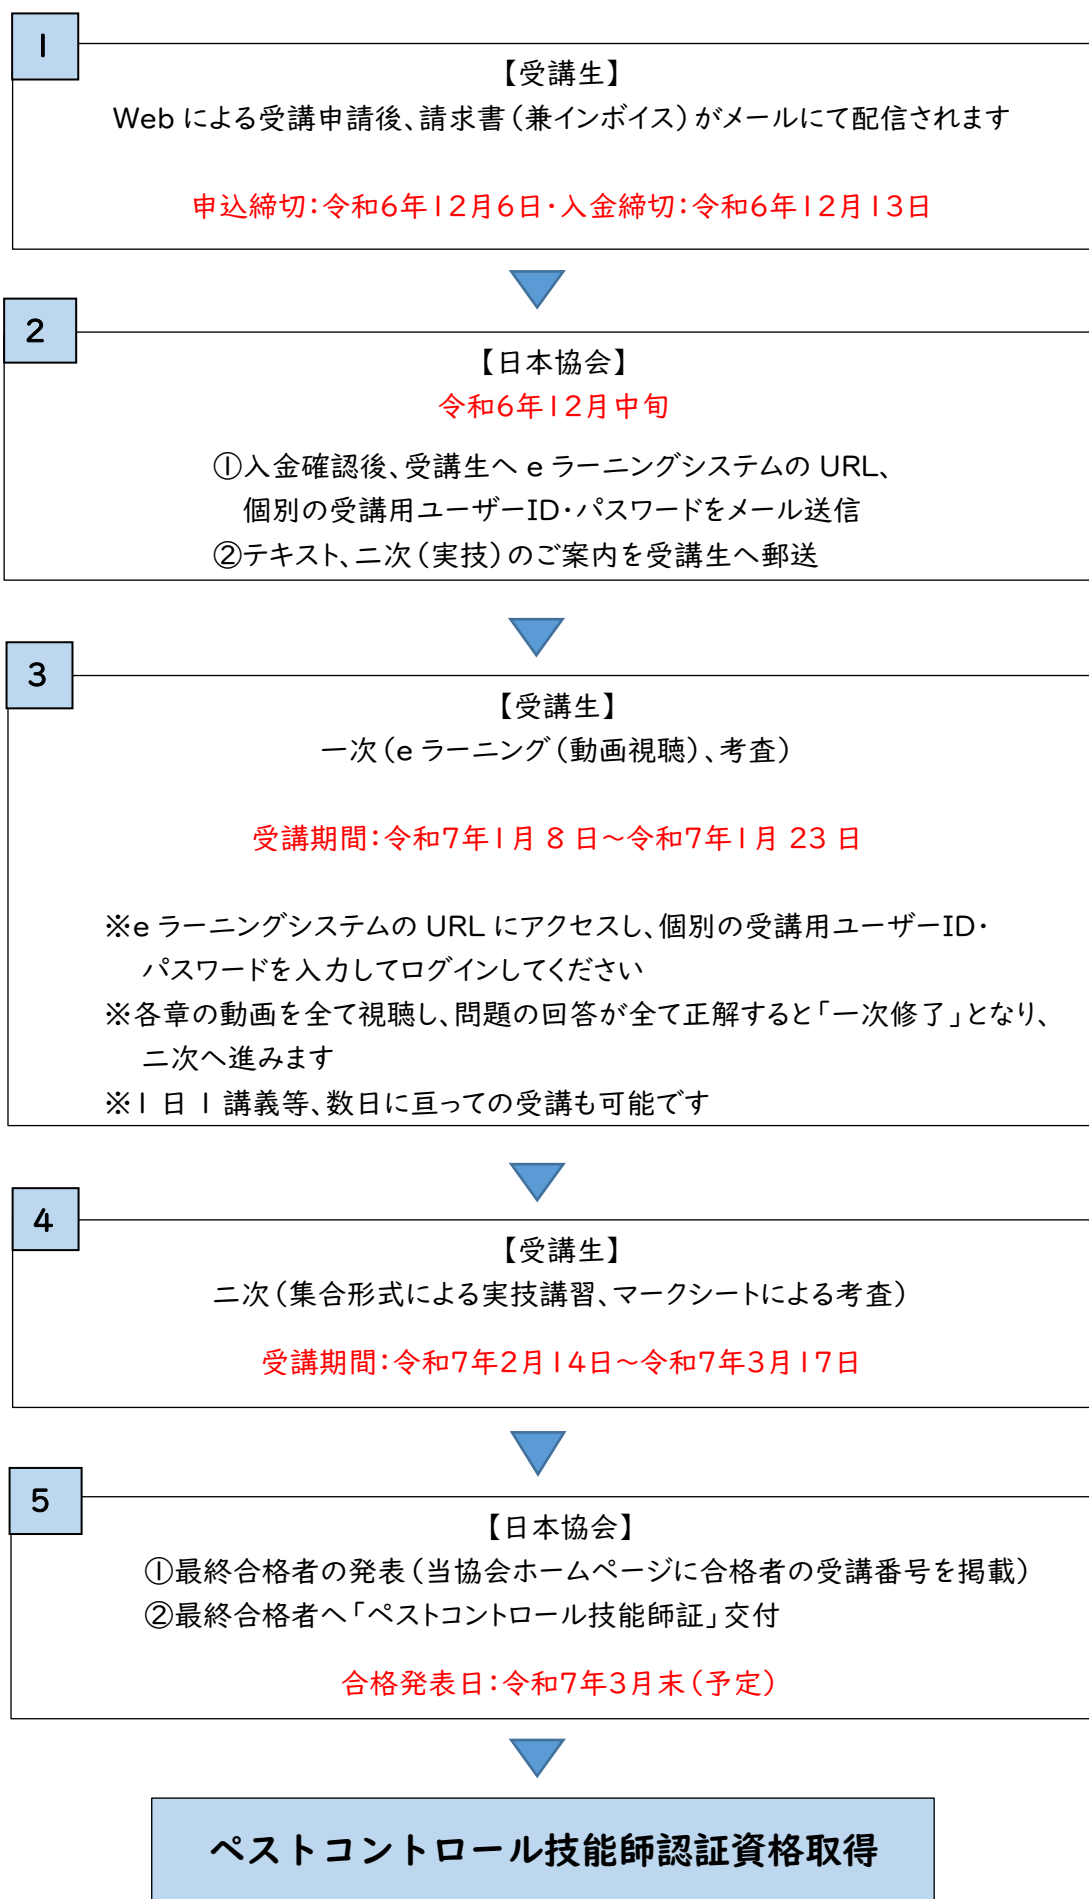 1
【受講生】
Web による受講申請後、請求書（兼インボイス）がメールにて配信されます
申込締切：令和6年12月6日・入金締切：令和6年12月13日
2
【日本協会】
令和6年12月中旬
①入金確認後、受講生へ e ラーニングシステムの URL、
個別の受講用ユーザーID・パスワードをメール送信
②テキスト、二次（実技）のご案内を受講生へ郵送
3
【受講生】
一次（e ラーニング（動画視聴）、考査）
受講期間：令和7年1月 8 日～令和7年1月 23 日
※e ラーニングシステムの URL にアクセスし、個別の受講用ユーザーID・
パスワードを入力してログインしてください
※各章の動画を全て視聴し、問題の回答が全て正解すると「一次修了」となり、
二次へ進みます
※1 日 1 講義等、数日に亘っての受講も可能です
4
【受講生】
二次（集合形式による実技講習、マークシートによる考査）
受講期間：令和7年2月14日～令和7年3月17日
5
【日本協会】
①最終合格者の発表（当協会ホームページに合格者の受講番号を掲載）
②最終合格者へ「ペストコントロール技能師証」交付
合格発表日：令和7年3月末（予定）
ペストコントロール技能師認証資格取得